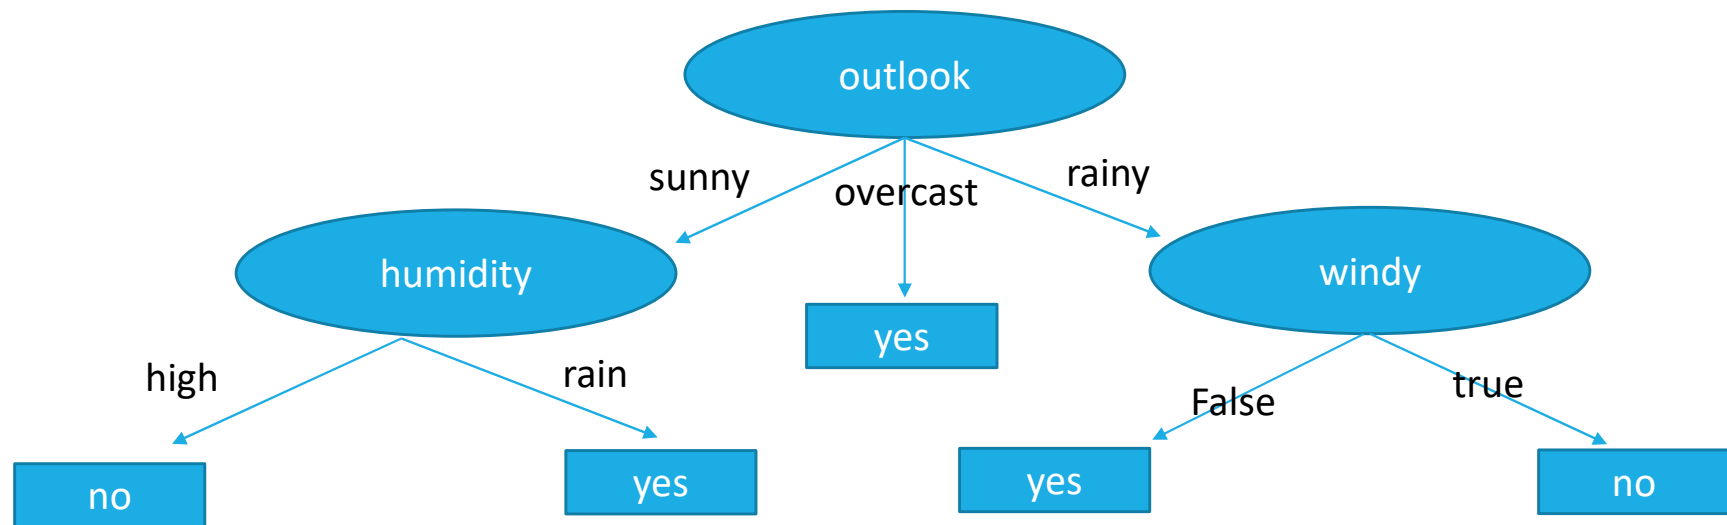 outlook
sunny
overcast
rainy
humidity
windy
yes
high
rain
False
true
no
yes
yes
no